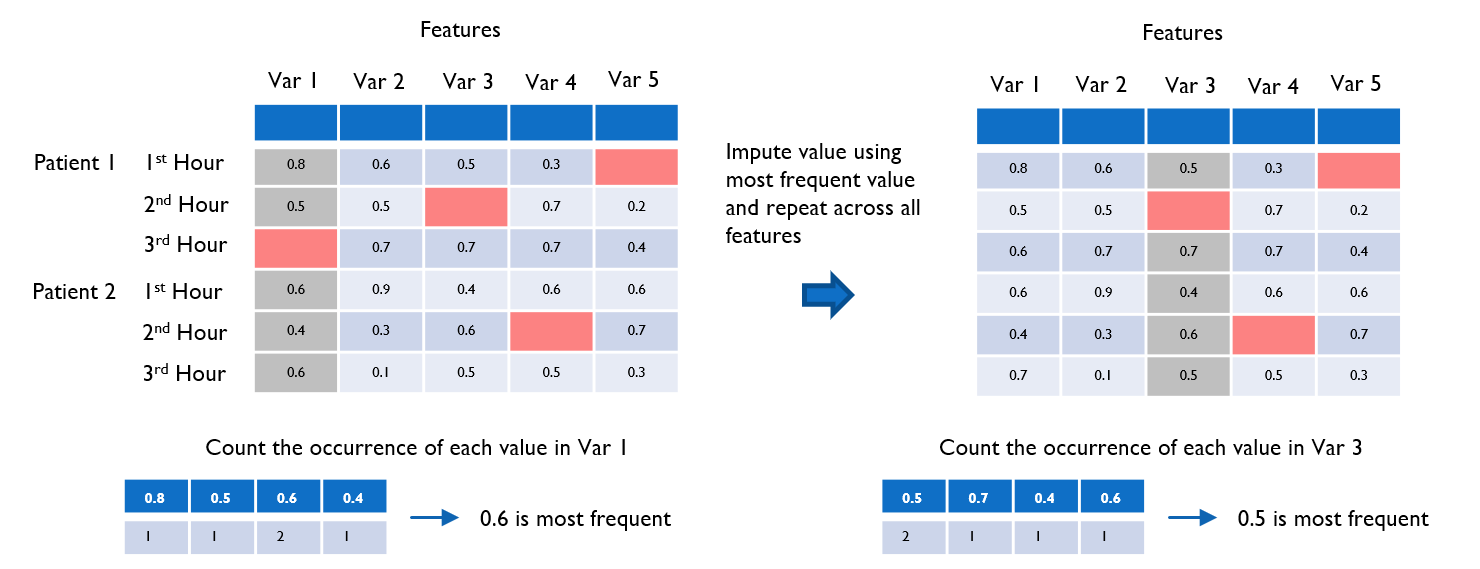 Features
Var 1 Var 2 Var 3 Var 4 Var 5
Patient 1 1st Hour 0.8 0.6 0.5 0.3
2nd Hour 0.5 0.5 0.7 0.2
3rd Hour 0.7 0.7 0.7 0.4
Patient 2 1st Hour 0.6 0.9 0.4 0.6 0.6
2nd Hour 0.4 0.3 0.6 0.7
3rd Hour 0.6 0.1 0.5 0.5 0.3
Count the occurrence of each value in Var 1
0.8 0.5 0.6 0.4
1 1 2 1
0.6 is most frequent
Impute value using
most frequent value
and repeat across all
features
Features
Var 1 Var 2 Var 3 Var 4 Var 5
0.8 0.6 0.5 0.3
0.5 0.5 0.7 0.2
0.6 0.7 0.7 0.7 0.4
0.6 0.9 0.4 0.6 0.6
0.4 0.3 0.6 0.7
0.7 0.1 0.5 0.5 0.3
Count the occurrence of each value in Var 3
0.5 0.7 0.4 0.6
2 1 1 1
0.5 is most frequent